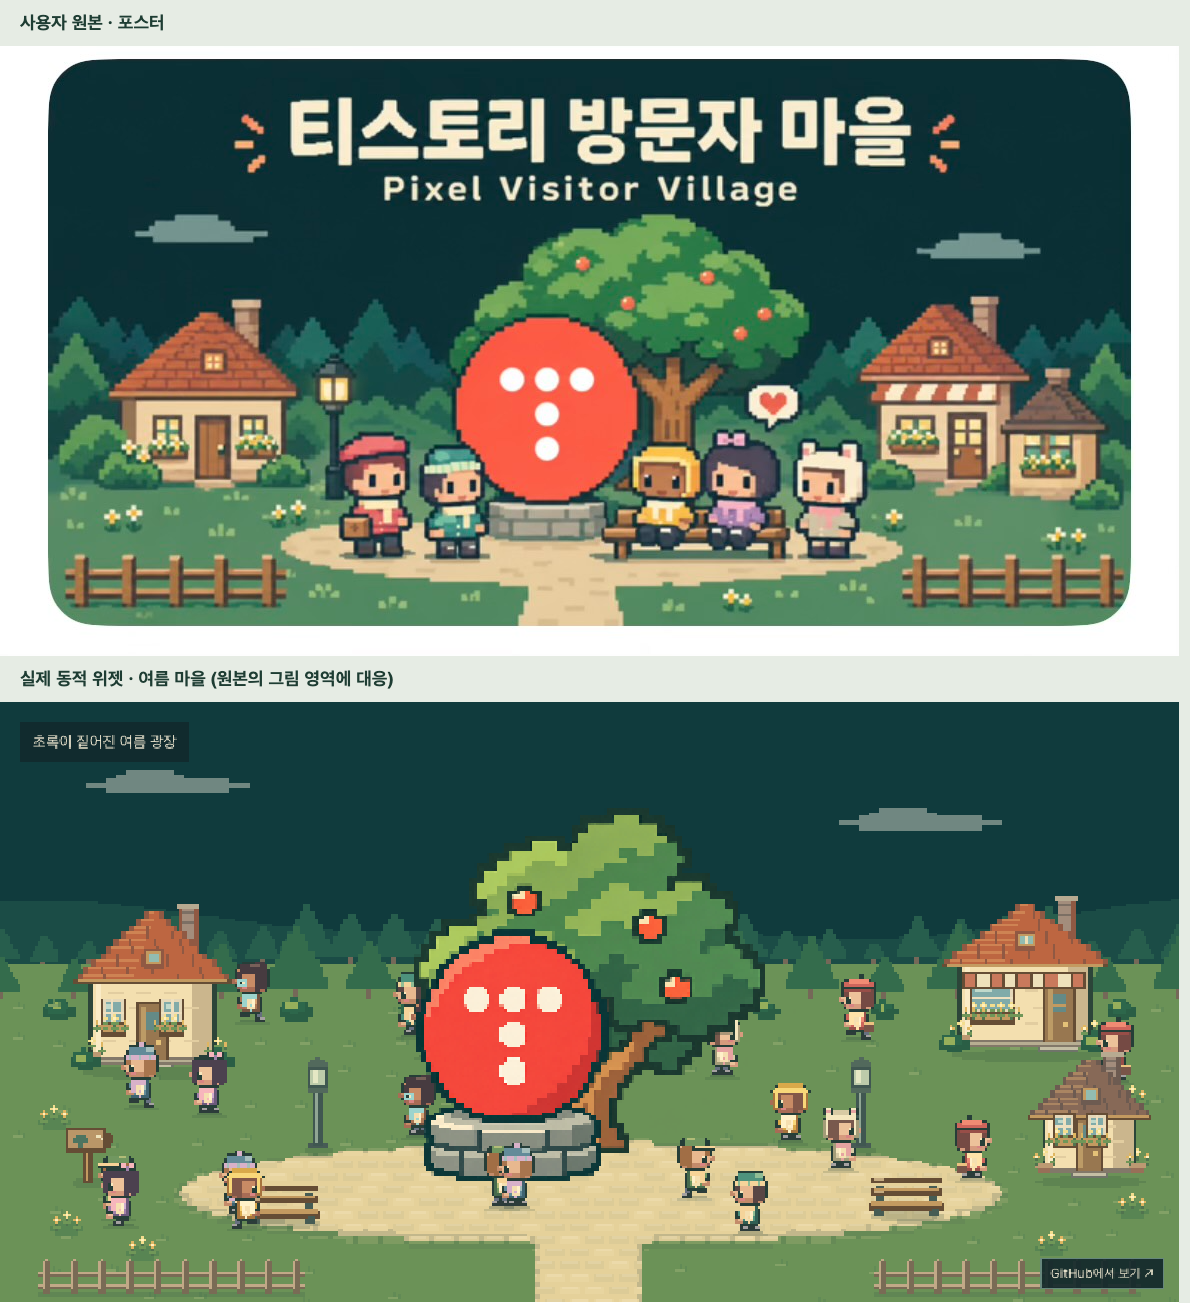 사용자 원본 · 포스터
티스토리 방문자 마을
Pixel Visitor Village
실제 동적 위젯 · 여름 마을 (원본의 그림 영역에 대응)
초록이 짙어진 여름 광장
GitHub에서 보기 ↗